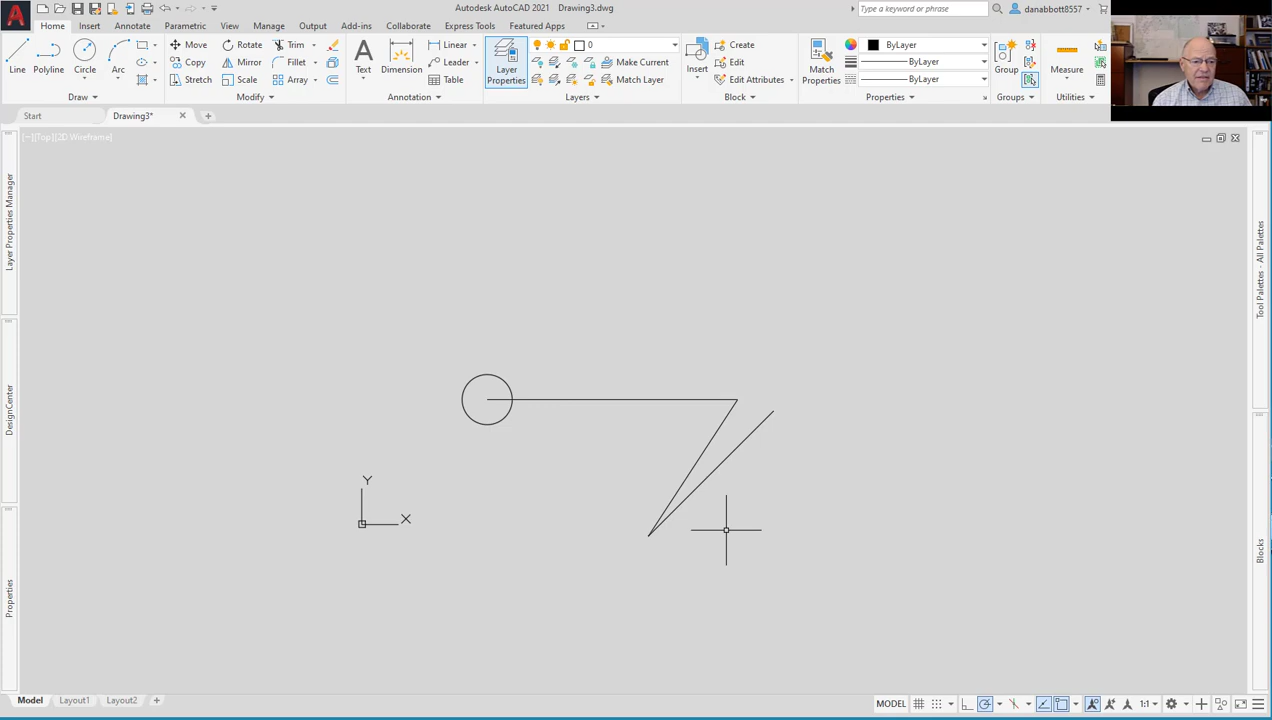 Autodesk AutoCAD 2021 Drawing3.dwg
Type a keyword or phrase
danabbott8557
Home Insert Annotate Parametric View Manage Output Add-ins Collaborate Express Tools Featured Apps
Line Polyline Circle Arc
Draw
Move Rotate Trim
Copy Mirror Fillet
Stretch Scale Array
Modify
Text Dimension
Linear
Leader
Table
Annotation
Layer Properties
0
Make Current
Match Layer
Layers
Insert
Create
Edit
Edit Attributes
Block
Match Properties
ByLayer
ByLayer
ByLayer
Properties
Group
Groups
Measure
Utilities
Start Drawing3*
[−][Top][2D Wireframe]
Layer Properties Manager
DesignCenter
Properties
Y
X
Tool Palettes - All Palettes
Blocks
Model Layout1 Layout2
MODEL
1:1